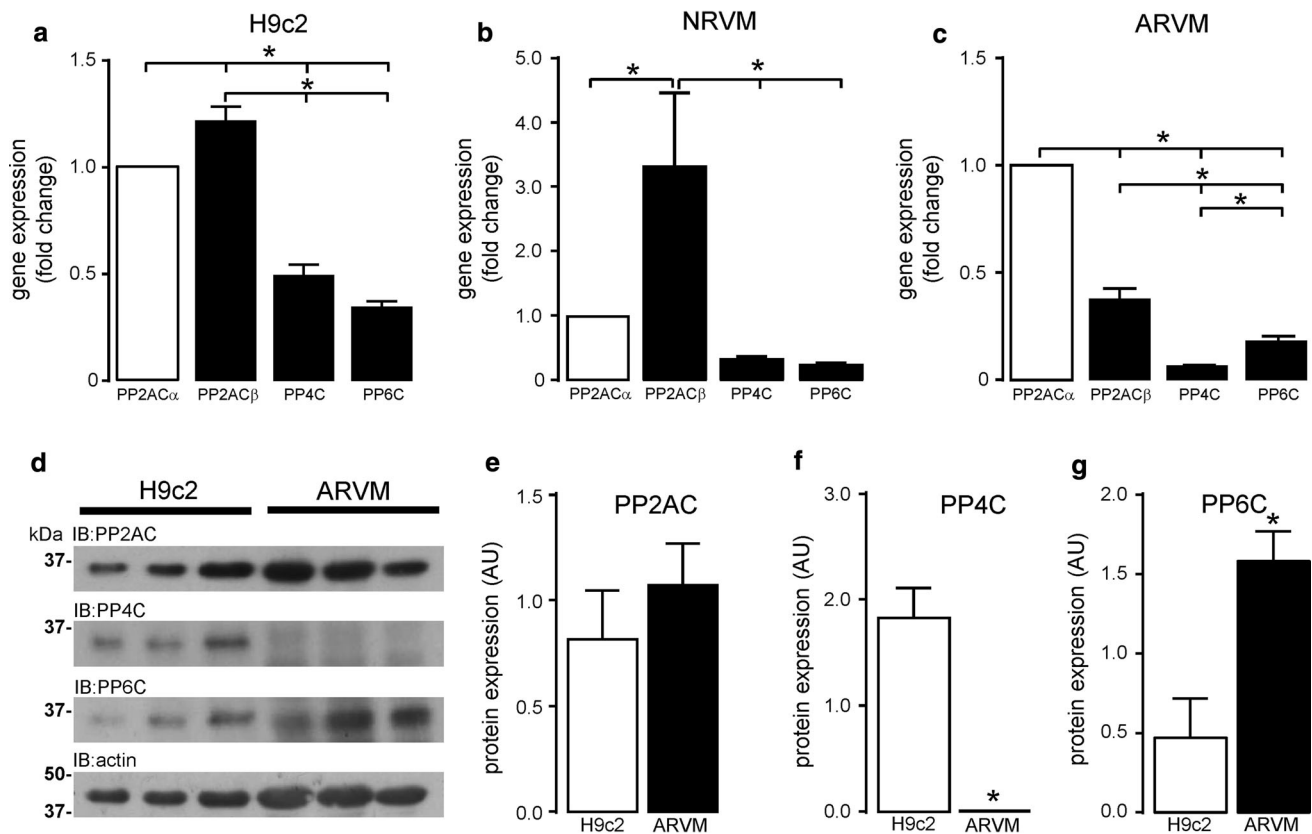 a
H9c2
gene expression
(fold change)
1.5
1.0
0.5
0
*
*
PP2ACα PP2ACβ PP4C PP6C
b
NRVM
gene expression
(fold change)
5.0
4.0
3.0
2.0
1.0
0
* *
PP2ACα PP2ACβ PP4C PP6C
c
ARVM
gene expression
(fold change)
1.5
1.0
0.5
0
*
*
*
PP2ACα PP2ACβ PP4C PP6C
d
H9c2 ARVM
kDa IB:PP2AC
37-
IB:PP4C
37-
IB:PP6C
37-
IB:actin
50-
37-
e
PP2AC
protein expression (AU)
1.5
1.0
0.5
0.0
H9c2 ARVM
f
PP4C
protein expression (AU)
3.0
2.0
1.0
0.0
*
H9c2 ARVM
g
PP6C
*
protein expression (AU)
2.0
1.5
1.0
0.5
0.0
H9c2 ARVM